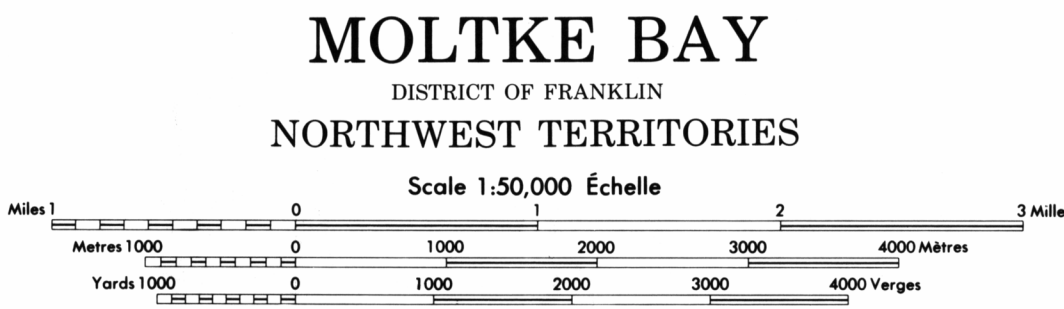 MOLTKE BAY
DISTRICT OF FRANKLIN
NORTHWEST TERRITORIES
Scale 1:50,000 Échelle
Miles 1 0 1 2 3 Mille
Metres 1000 0 1000 2000 3000 4000 Mètres
Yards 1000 0 1000 2000 3000 4000 Verges